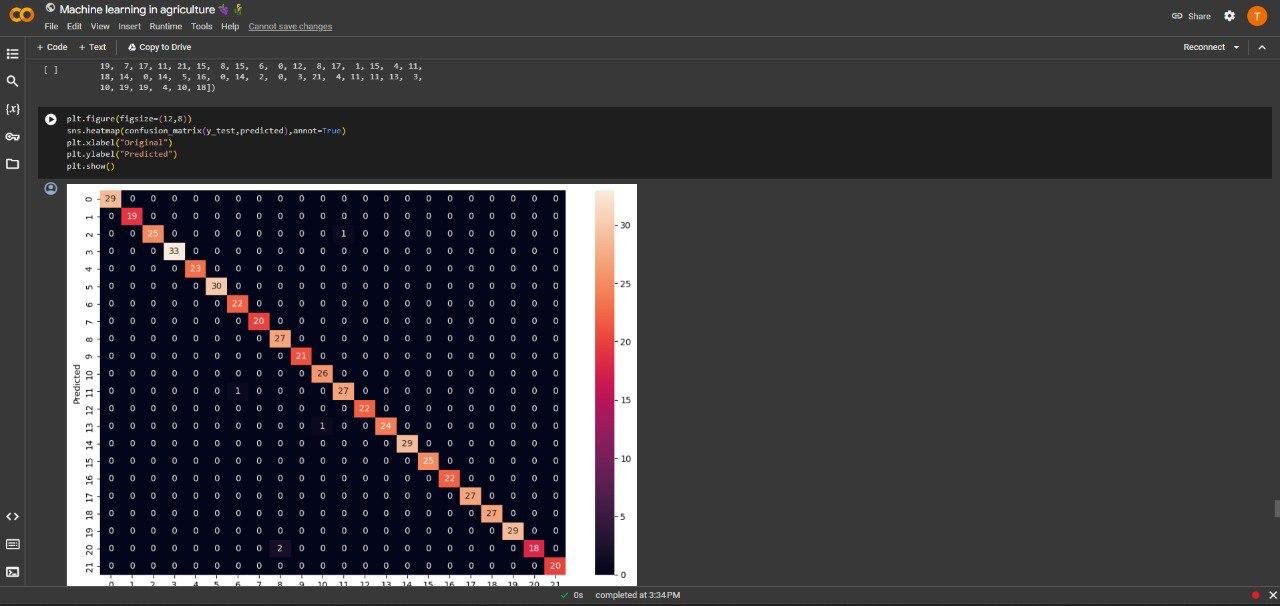 Machine learning in agriculture 🍇 🌽
Share
T
File Edit View Insert Runtime Tools Help Cannot save changes
+ Code + Text Copy to Drive
Reconnect
[ ]
19, 7, 17, 11, 21, 15, 8, 15, 6, 0, 12, 8, 17, 1, 15, 4, 11,
18, 14, 0, 14, 5, 16, 0, 14, 2, 0, 3, 21, 4, 11, 11, 13, 3,
10, 19, 19, 4, 10, 18])
{x}
plt.figure(figsize=(12,8))
sns.heatmap(confusion_matrix(y_test,predicted),annot=True)
plt.xlabel("Original")
plt.ylabel("Predicted")
plt.show()
Predicted
0 29 0 0 0 0 0 0 0 0 0 0 0 0 0 0 0 0 0 0 0 0 0
1 0 19 0 0 0 0 0 0 0 0 0 0 0 0 0 0 0 0 0 0 0 0
2 0 0 25 0 0 0 0 0 0 0 0 1 0 0 0 0 0 0 0 0 0 0
3 0 0 0 33 0 0 0 0 0 0 0 0 0 0 0 0 0 0 0 0 0 0
4 0 0 0 0 23 0 0 0 0 0 0 0 0 0 0 0 0 0 0 0 0 0
5 0 0 0 0 0 30 0 0 0 0 0 0 0 0 0 0 0 0 0 0 0 0
6 0 0 0 0 0 0 22 0 0 0 0 0 0 0 0 0 0 0 0 0 0 0
7 0 0 0 0 0 0 0 20 0 0 0 0 0 0 0 0 0 0 0 0 0 0
8 0 0 0 0 0 0 0 0 27 0 0 0 0 0 0 0 0 0 0 0 0 0
9 0 0 0 0 0 0 0 0 0 21 0 0 0 0 0 0 0 0 0 0 0 0
10 0 0 0 0 0 0 0 0 0 0 26 0 0 0 0 0 0 0 0 0 0 0
11 0 0 0 0 0 0 1 0 0 0 0 27 0 0 0 0 0 0 0 0 0 0
12 0 0 0 0 0 0 0 0 0 0 0 0 22 0 0 0 0 0 0 0 0 0
13 0 0 0 0 0 0 0 0 0 0 1 0 0 24 0 0 0 0 0 0 0 0
14 0 0 0 0 0 0 0 0 0 0 0 0 0 0 29 0 0 0 0 0 0 0
15 0 0 0 0 0 0 0 0 0 0 0 0 0 0 0 25 0 0 0 0 0 0
16 0 0 0 0 0 0 0 0 0 0 0 0 0 0 0 0 22 0 0 0 0 0
17 0 0 0 0 0 0 0 0 0 0 0 0 0 0 0 0 0 27 0 0 0 0
18 0 0 0 0 0 0 0 0 0 0 0 0 0 0 0 0 0 0 27 0 0 0
19 0 0 0 0 0 0 0 0 0 0 0 0 0 0 0 0 0 0 0 29 0 0
20 0 0 0 0 0 0 0 0 2 0 0 0 0 0 0 0 0 0 0 0 18 0
21 0 0 0 0 0 0 0 0 0 0 0 0 0 0 0 0 0 0 0 0 0 20
0 1 2 3 4 5 6 7 8 9 10 11 12 13 14 15 16 17 18 19 20 21
30
25
20
15
10
5
0
0s completed at 3:34 PM